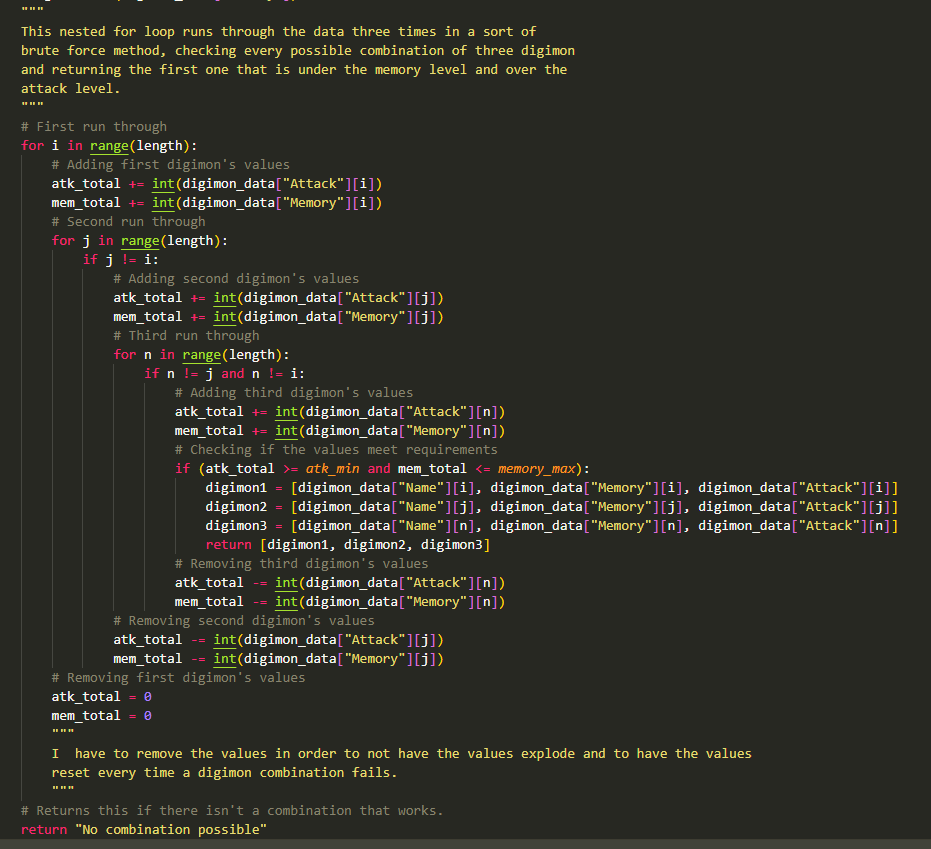 """
This nested for loop runs through the data three times in a sort of
brute force method, checking every possible combination of three digimon
and returning the first one that is under the memory level and over the
attack level.
"""
# First run through
for i in range(length):
    # Adding first digimon's values
    atk_total += int(digimon_data["Attack"][i])
    mem_total += int(digimon_data["Memory"][i])
    # Second run through
    for j in range(length):
        if j != i:
            # Adding second digimon's values
            atk_total += int(digimon_data["Attack"][j])
            mem_total += int(digimon_data["Memory"][j])
            # Third run through
            for n in range(length):
                if n != j and n != i:
                    # Adding third digimon's values
                    atk_total += int(digimon_data["Attack"][n])
                    mem_total += int(digimon_data["Memory"][n])
                    # Checking if the values meet requirements
                    if (atk_total >= atk_min and mem_total <= memory_max):
                        digimon1 = [digimon_data["Name"][i], digimon_data["Memory"][i], digimon_data["Attack"][i]]
                        digimon2 = [digimon_data["Name"][j], digimon_data["Memory"][j], digimon_data["Attack"][j]]
                        digimon3 = [digimon_data["Name"][n], digimon_data["Memory"][n], digimon_data["Attack"][n]]
                        return [digimon1, digimon2, digimon3]
                    # Removing third digimon's values
                    atk_total -= int(digimon_data["Attack"][n])
                    mem_total -= int(digimon_data["Memory"][n])
            # Removing second digimon's values
            atk_total -= int(digimon_data["Attack"][j])
            mem_total -= int(digimon_data["Memory"][j])
    # Removing first digimon's values
    atk_total = 0
    mem_total = 0
    """
    I  have to remove the values in order to not have the values explode and to have the values
    reset every time a digimon combination fails.
    """
# Returns this if there isn't a combination that works.
return "No combination possible"